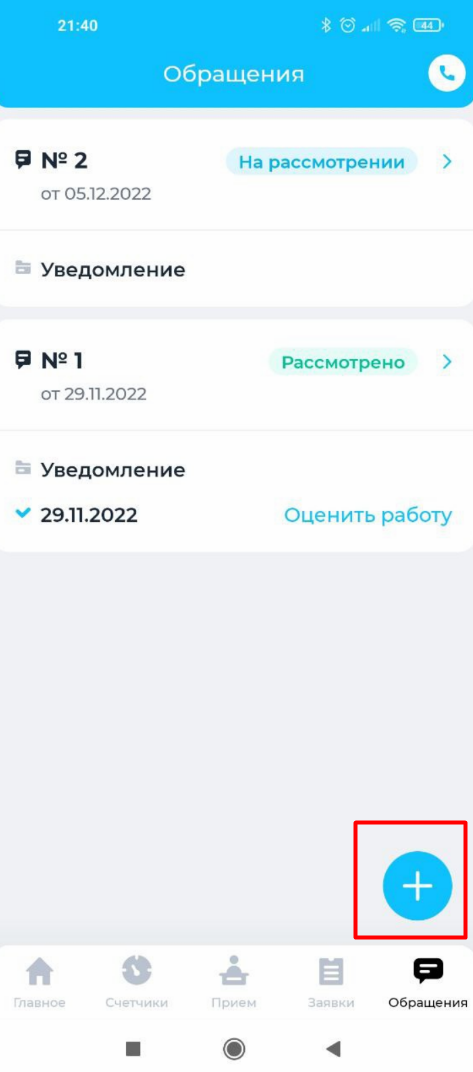 21:40
44
Обращения
№ 2
На рассмотрении
от 05.12.2022
Уведомление
№ 1
Рассмотрено
от 29.11.2022
Уведомление
29.11.2022
Оценить работу
Главное
Счетчики
Прием
Заявки
Обращения